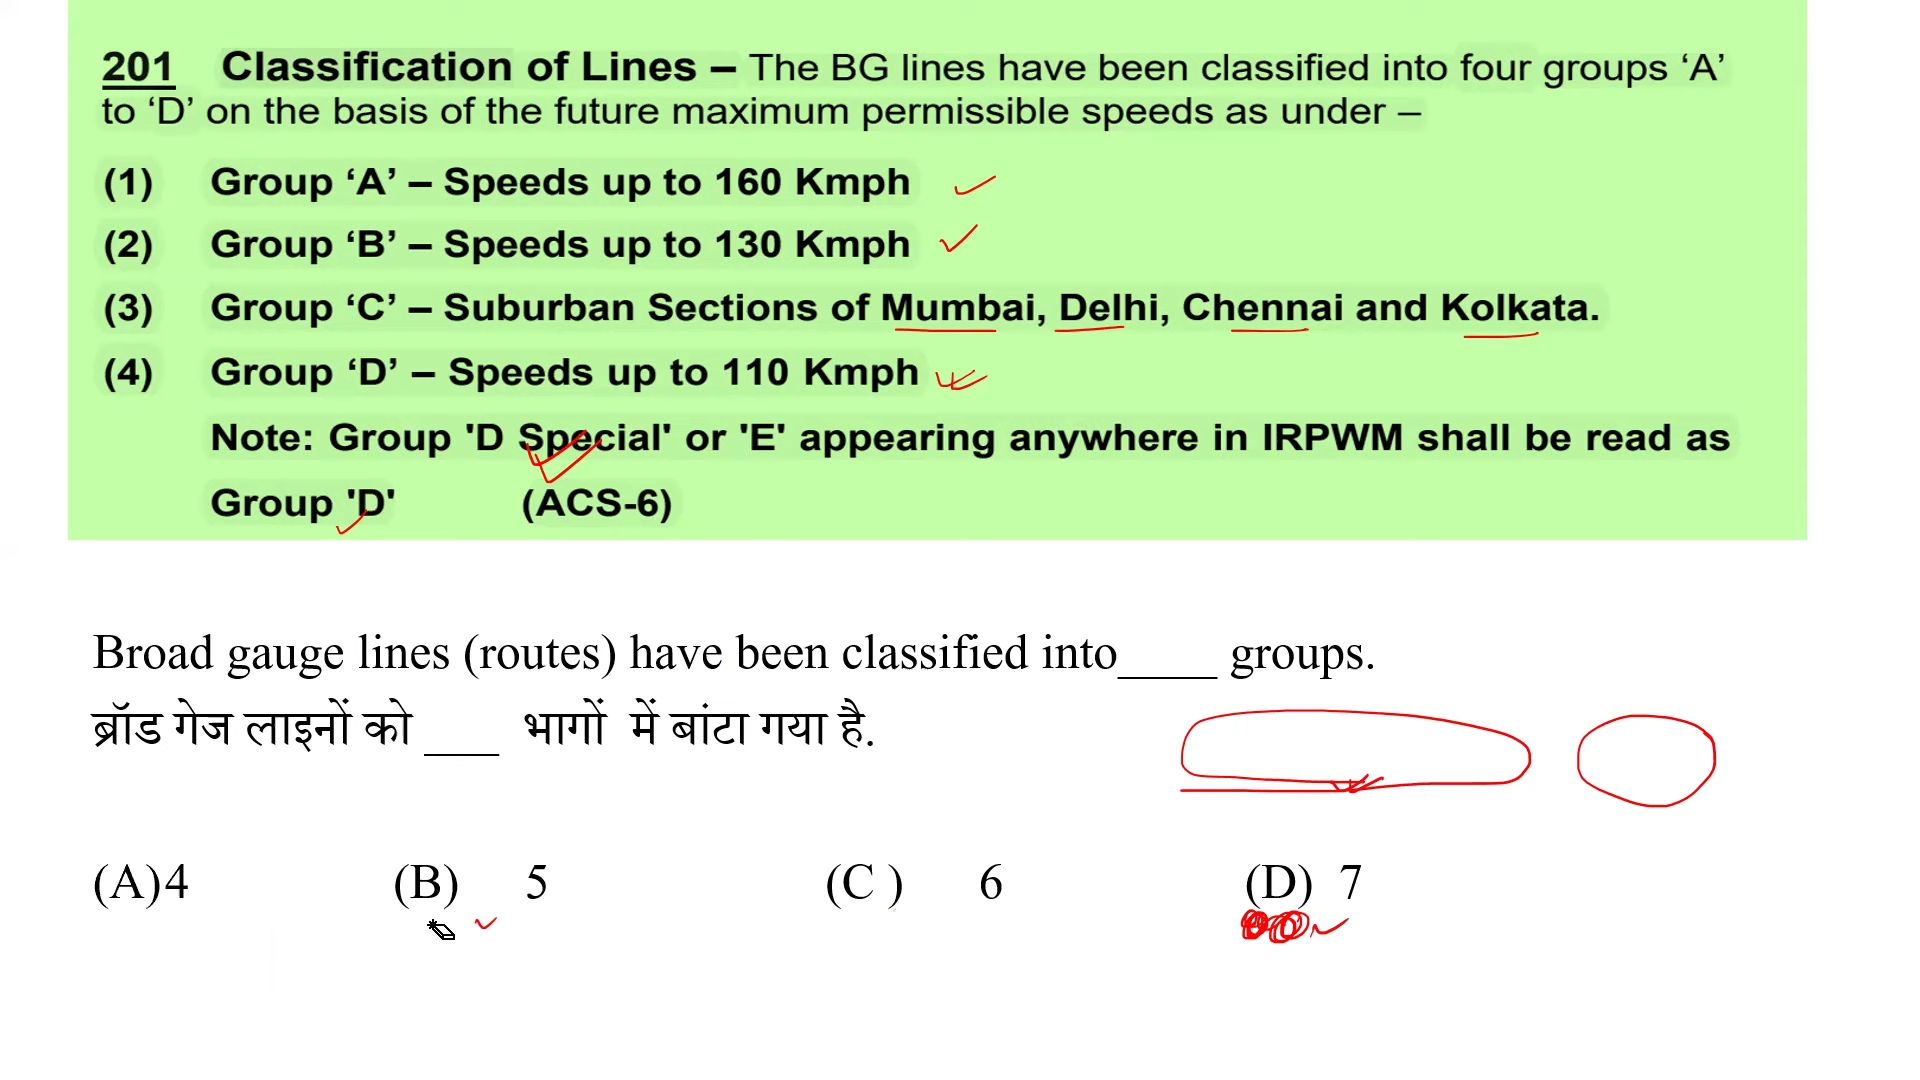 201 Classification of Lines – The BG lines have been classified into four groups ‘A’
to ‘D’ on the basis of the future maximum permissible speeds as under –
(1) Group ‘A’ – Speeds up to 160 Kmph
(2) Group ‘B’ – Speeds up to 130 Kmph
(3) Group ‘C’ – Suburban Sections of Mumbai, Delhi, Chennai and Kolkata.
(4) Group ‘D’ – Speeds up to 110 Kmph
Note: Group 'D Special' or 'E' appearing anywhere in IRPWM shall be read as
Group 'D' (ACS-6)
Broad gauge lines (routes) have been classified into____ groups.
ब्रॉड गेज लाइनों को ___ भागों में बांटा गया है.
(A)4 (B) 5 (C ) 6 (D) 7